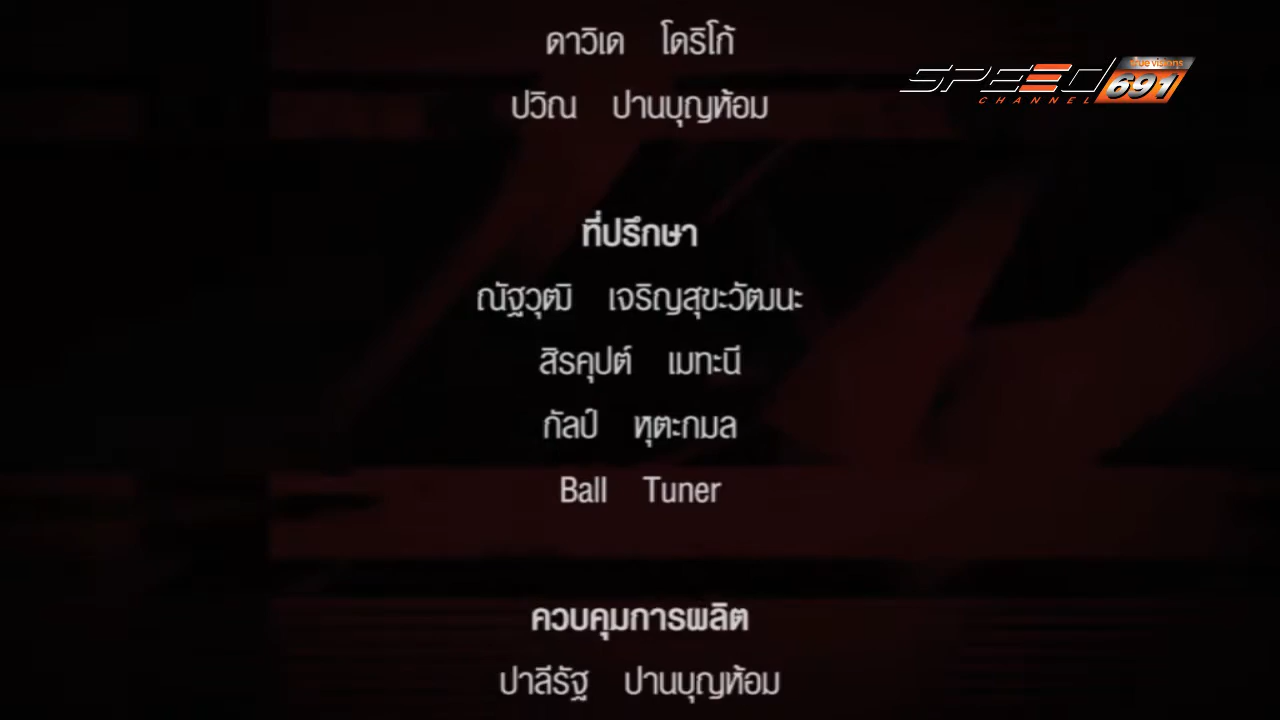 ดาวิเด โดริโก้
true visions
SPEED 691
CHANNEL
ปวิณ ปานบุญห้อม
ที่ปรึกษา
ณัฐวุฒิ เจริญสุขะวัฒนะ
สิรคุปต์ เมทะนี
กัลป์ หุตะกมล
Ball Tuner
ควบคุมการผลิต
ปาลีรัฐ ปานบุญห้อม